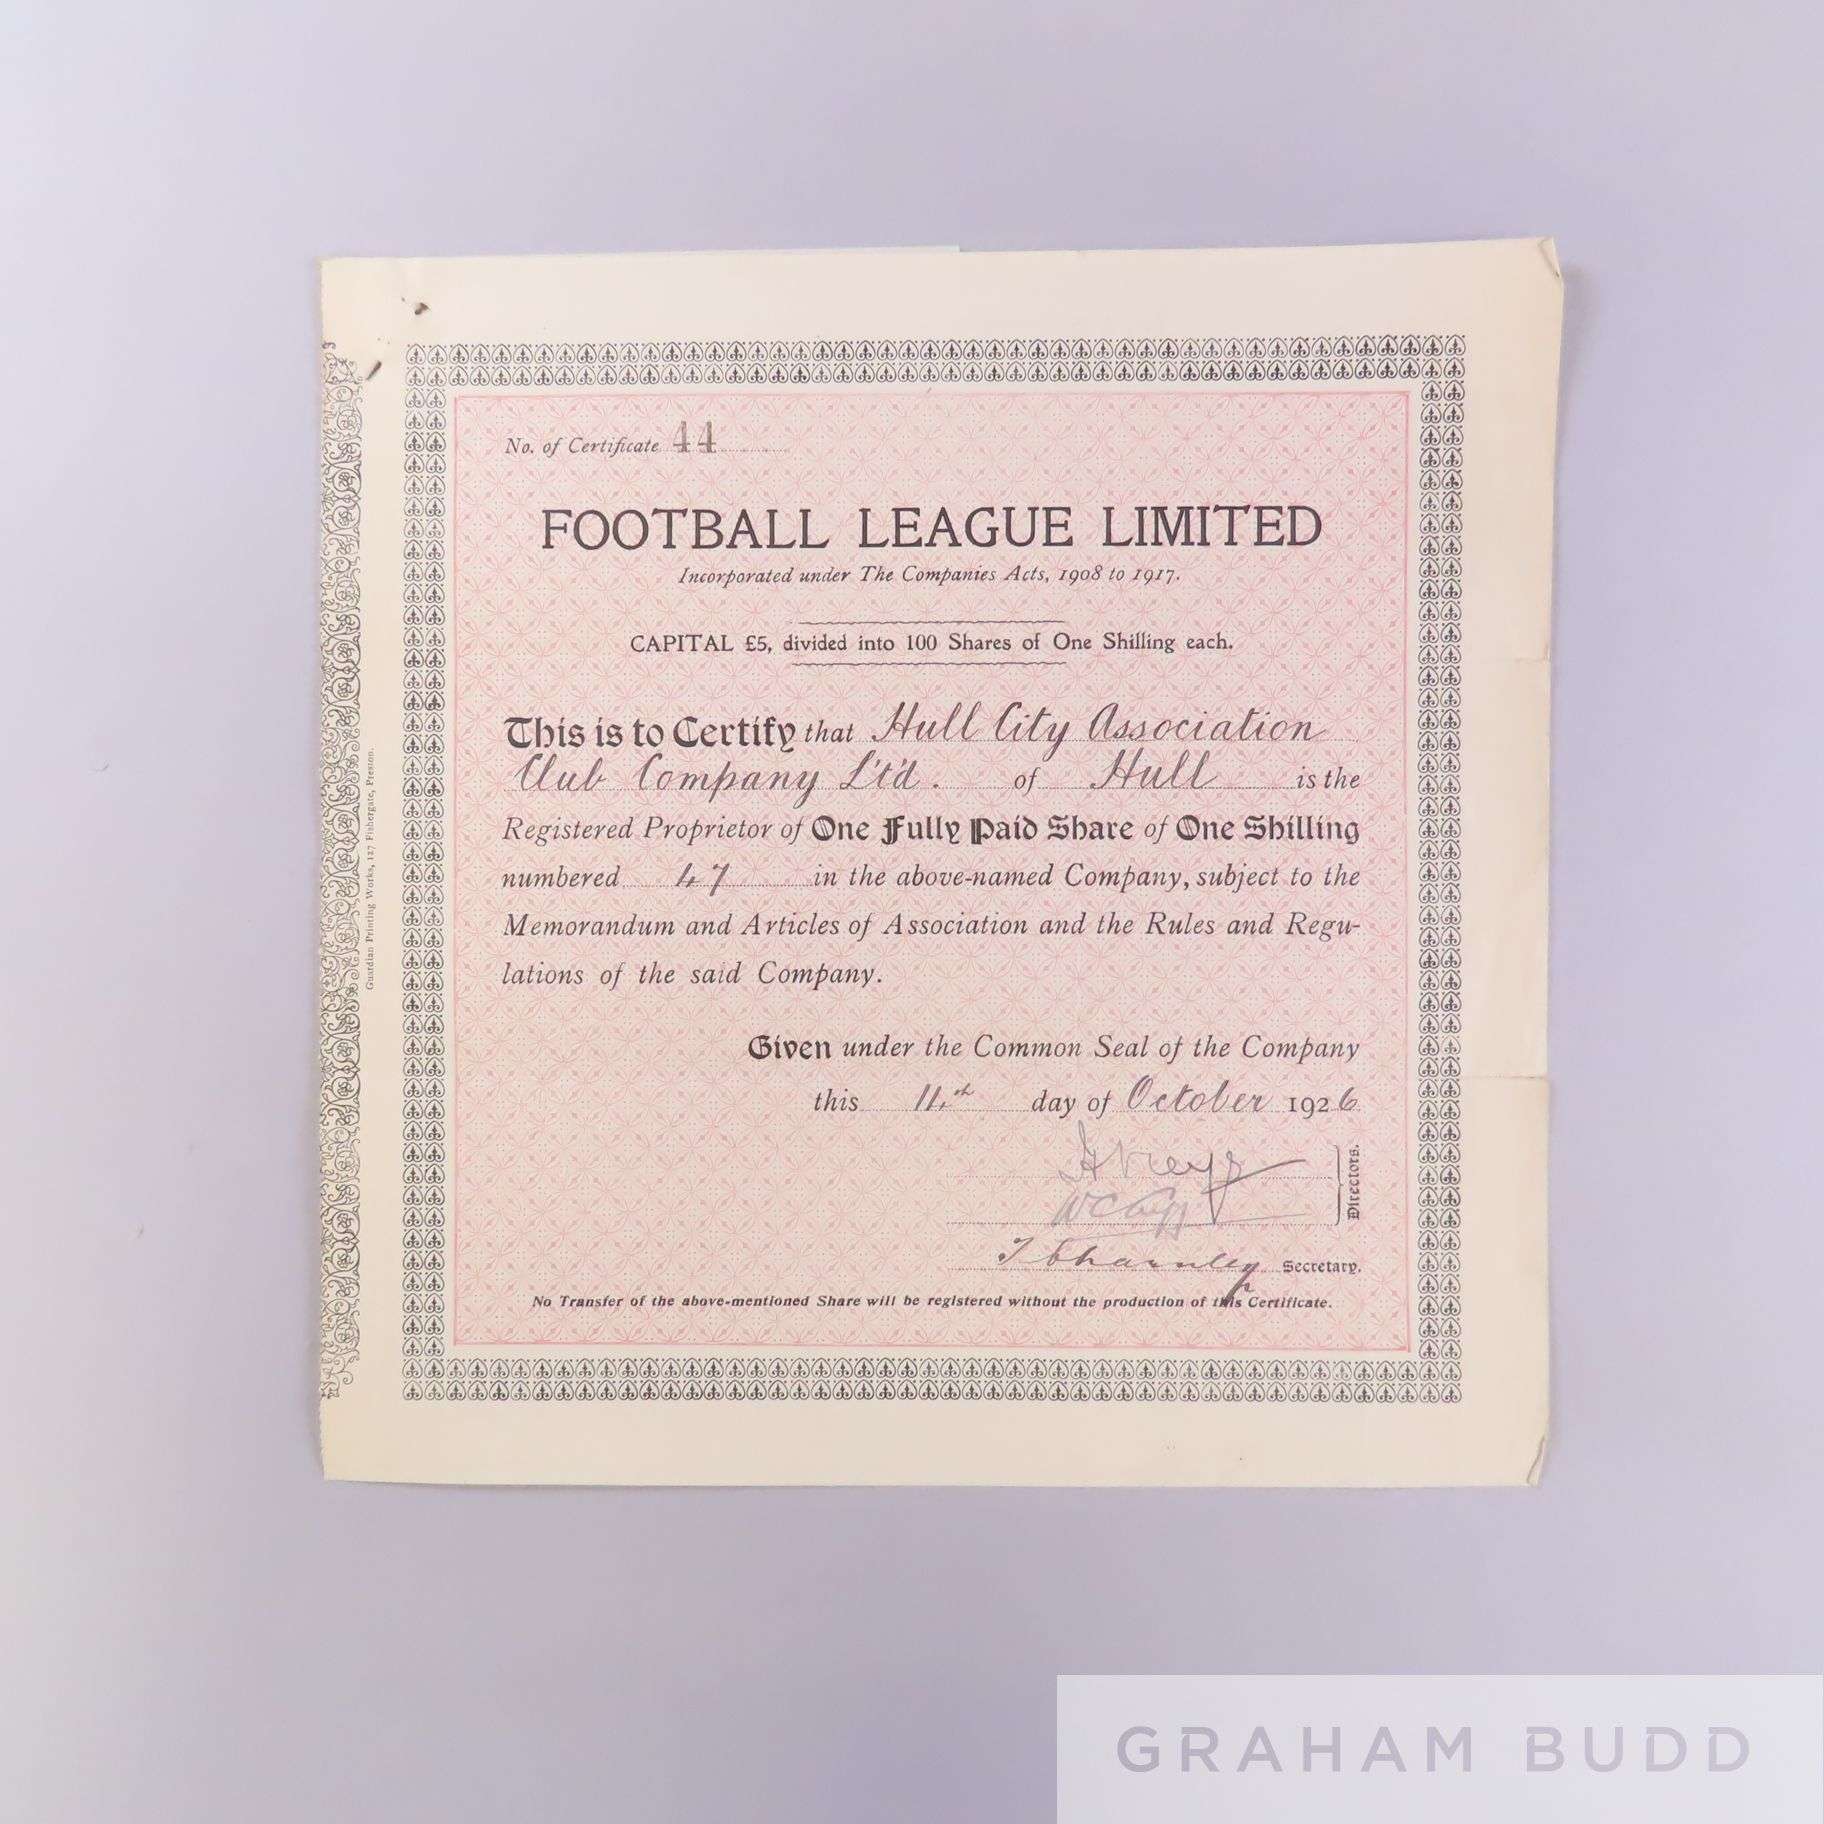 No. of Certificate 44
FOOTBALL LEAGUE LIMITED
Incorporated under The Companies Acts, 1908 to 1917.
CAPITAL £5, divided into 100 Shares of One Shilling each.
This is to Certify that Hull City Association
Club Company L'td. of Hull is the
Registered Proprietor of One Fully Paid Share of One Shilling
numbered 47 in the above-named Company, subject to the
Memorandum and Articles of Association and the Rules and Regu-
lations of the said Company.
Given under the Common Seal of the Company
this day of October 1926
Directors.
T Charnley Secretary.
No Transfer of the above-mentioned Share will be registered without the production of this Certificate.
Guardian Printing Works, 127 Fishergate, Preston.
GRAHAM BUDD